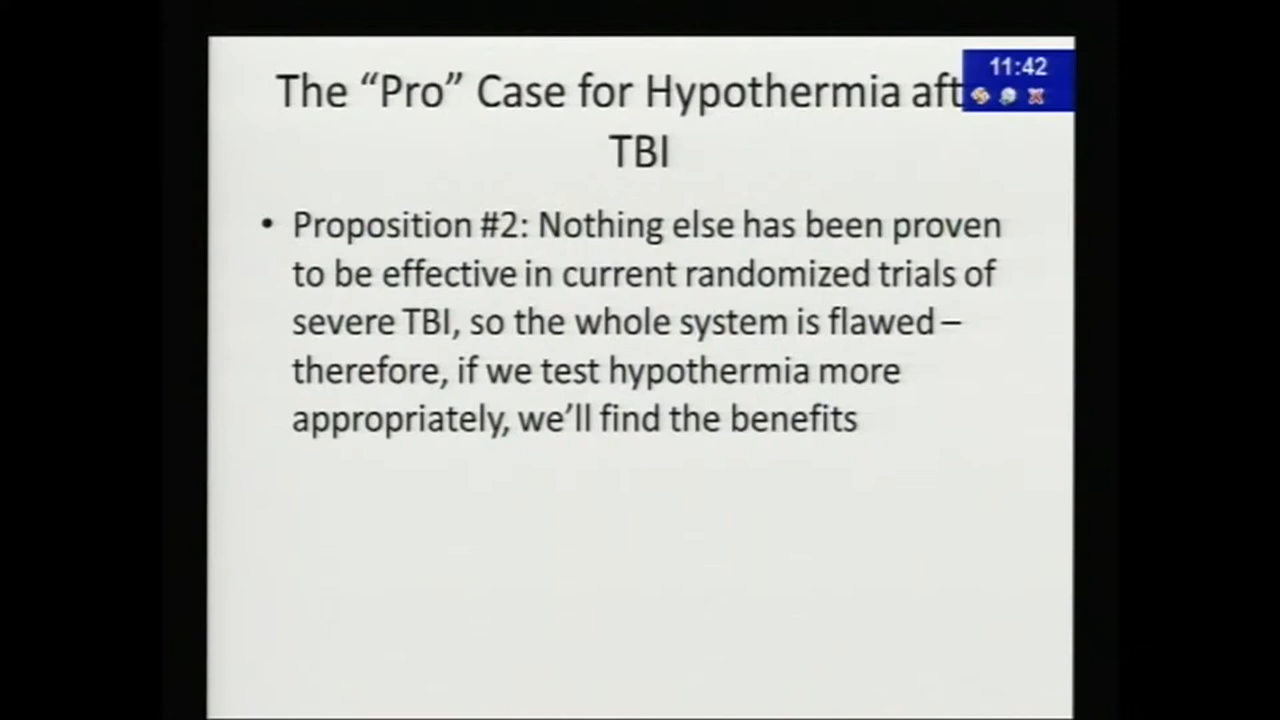 The “Pro” Case for Hypothermia aft
11:42
TBI
• Proposition #2: Nothing else has been proven
to be effective in current randomized trials of
severe TBI, so the whole system is flawed –
therefore, if we test hypothermia more
appropriately, we’ll find the benefits